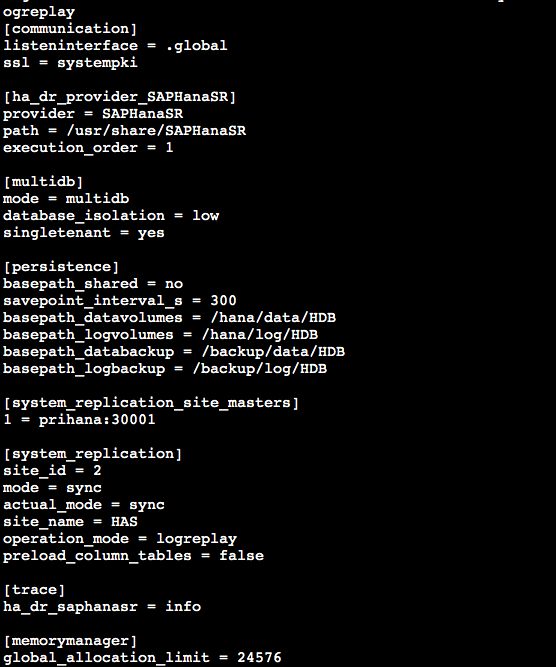 ogreplay
[communication]
listeninterface = .global
ssl = systempki
[ha_dr_provider_SAPHanaSR]
provider = SAPHanaSR
path = /usr/share/SAPHanaSR
execution_order = 1
[multidb]
mode = multidb
database_isolation = low
singletenant = yes
[persistence]
basepath_shared = no
savepoint_interval_s = 300
basepath_datavolumes = /hana/data/HDB
basepath_logvolumes = /hana/log/HDB
basepath_databackup = /backup/data/HDB
basepath_logbackup = /backup/log/HDB
[system_replication_site_masters]
1 = prihana:30001
[system_replication]
site_id = 2
mode = sync
actual_mode = sync
site_name = HAS
operation_mode = logreplay
preload_column_tables = false
[trace]
ha_dr_saphanasr = info
[memorymanager]
global_allocation_limit = 24576